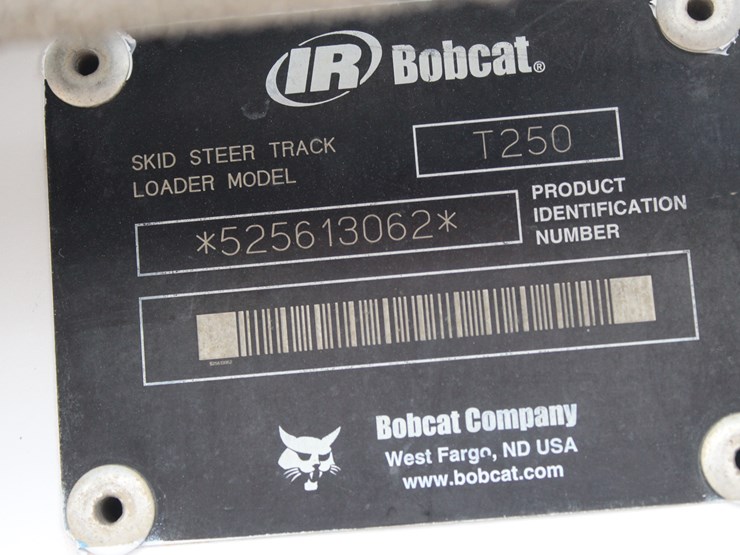 IR Bobcat®
SKID STEER TRACK
LOADER MODEL
T250
*525613062*
PRODUCT
IDENTIFICATION
NUMBER
Bobcat Company
West Fargo, ND USA
www.bobcat.com